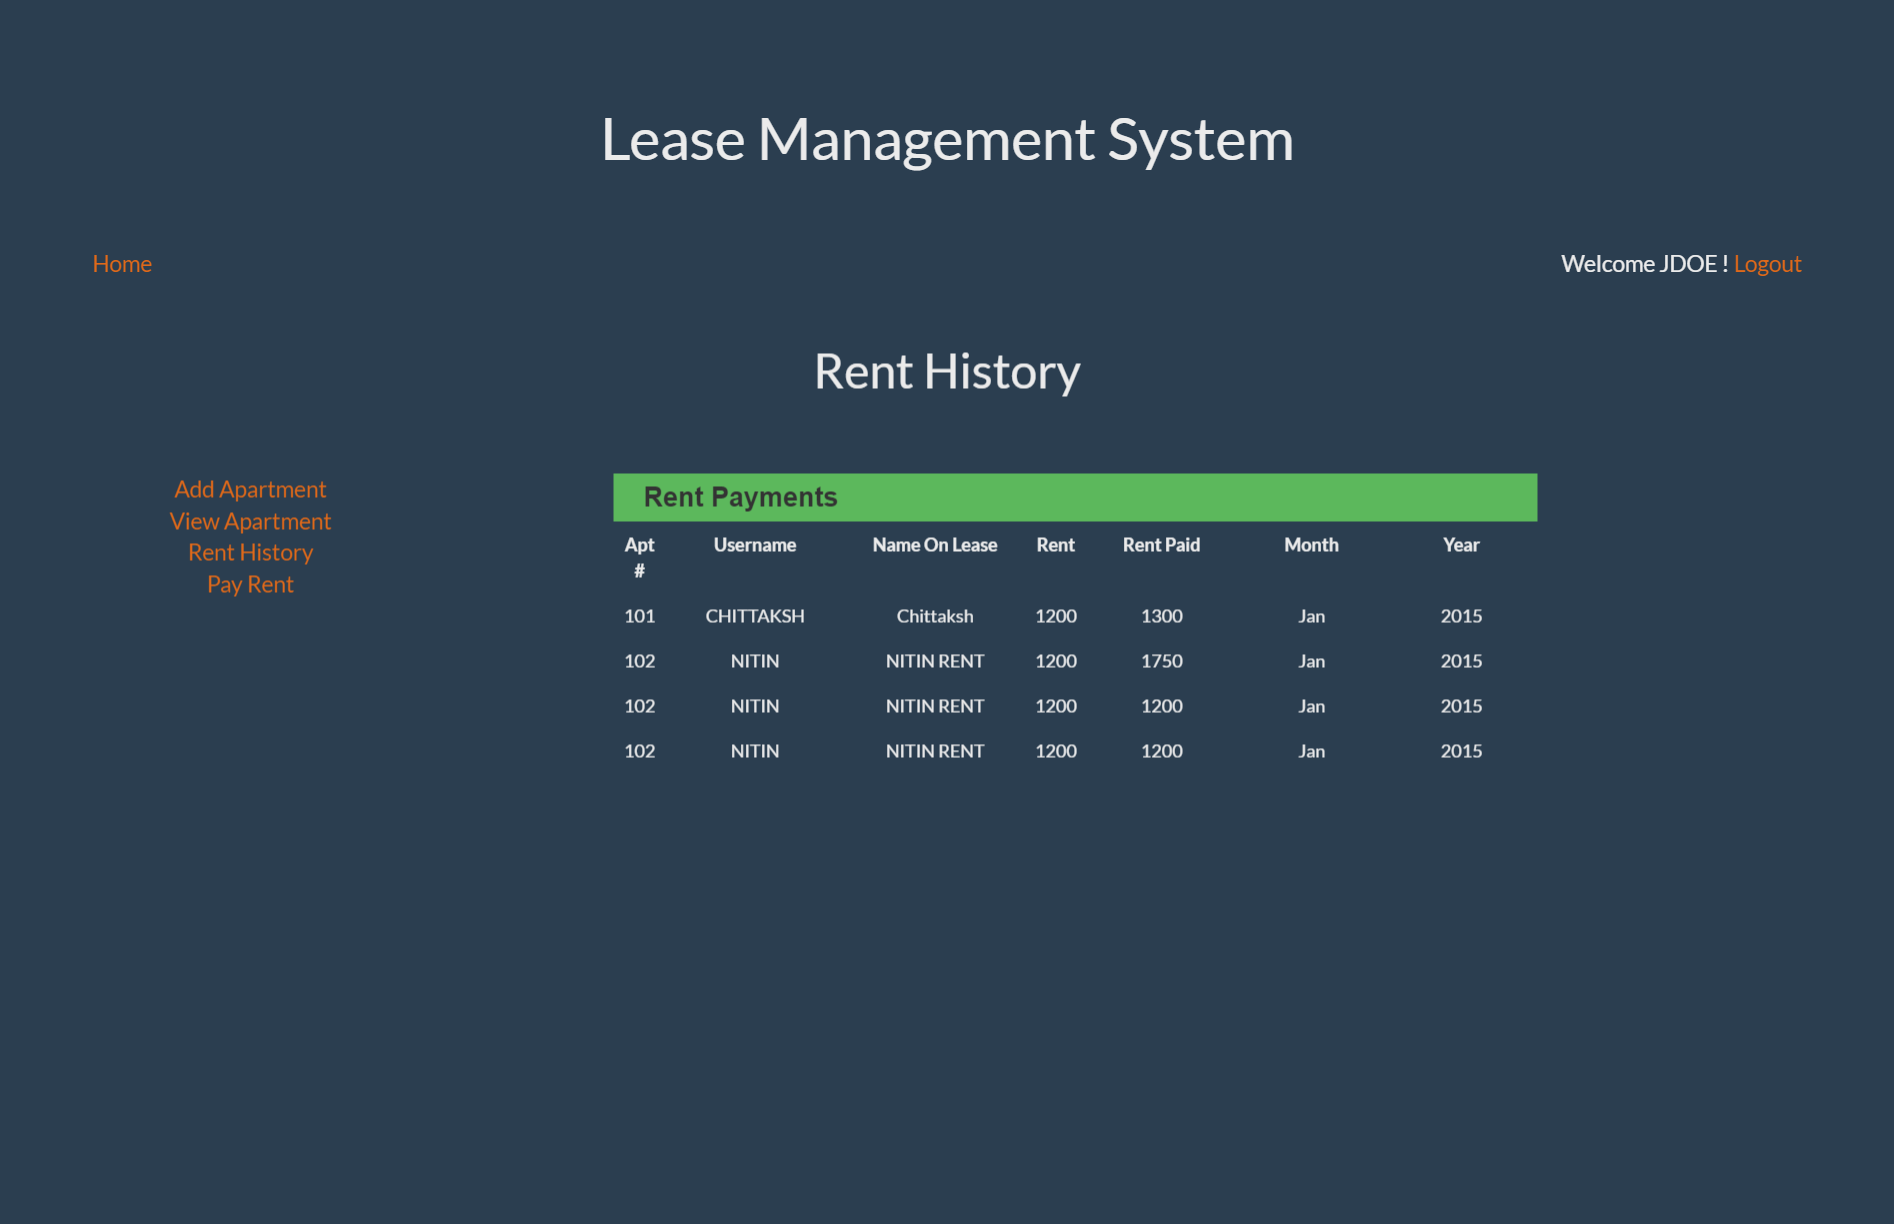 Lease Management System
Home
Welcome JDOE ! Logout
Rent History
Add Apartment
View Apartment
Rent History
Pay Rent
Rent Payments
Apt # Username Name On Lease Rent Rent Paid Month Year
101 CHITTAKSH Chittaksh 1200 1300 Jan 2015
102 NITIN NITIN RENT 1200 1750 Jan 2015
102 NITIN NITIN RENT 1200 1200 Jan 2015
102 NITIN NITIN RENT 1200 1200 Jan 2015